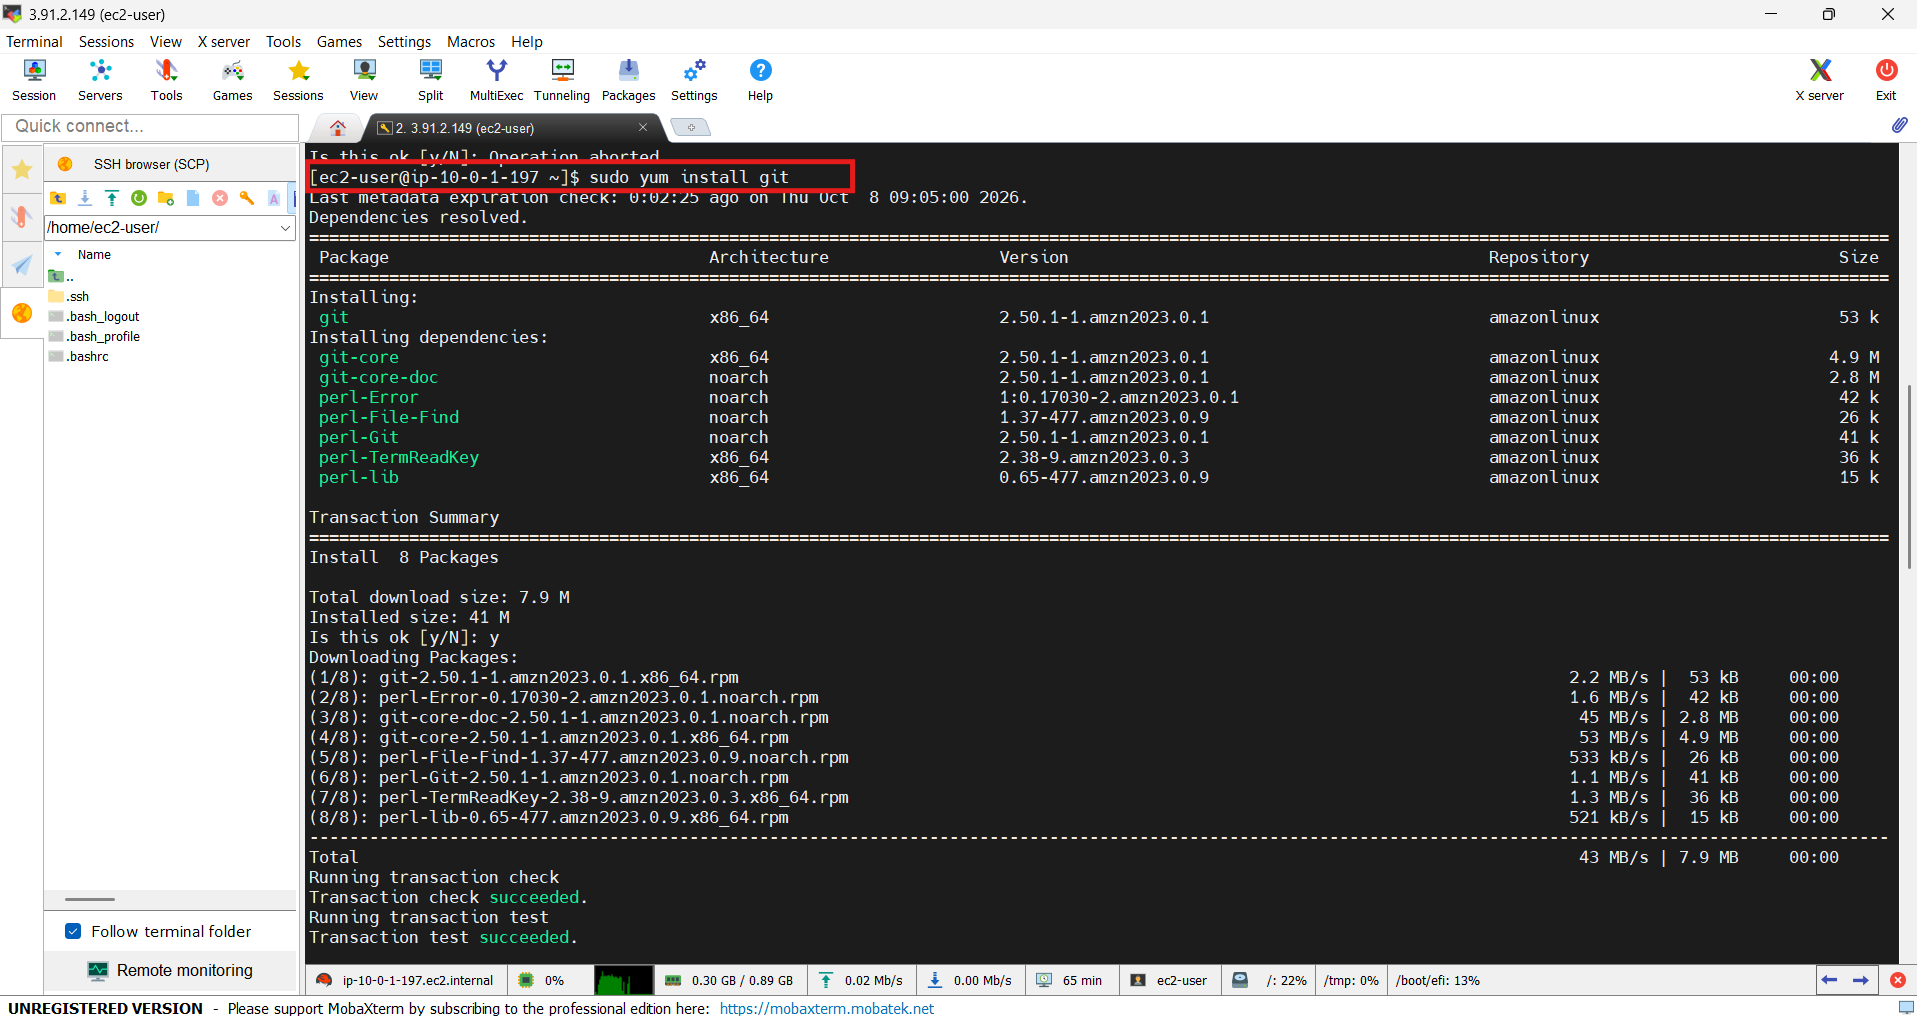 3.91.2.149 (ec2-user)
Terminal Sessions View X server Tools Games Settings Macros Help
Session Servers Tools Games Sessions View Split MultiExec Tunneling Packages Settings Help X server Exit
Quick connect...
2. 3.91.2.149 (ec2-user)
SSH browser (SCP)
/home/ec2-user/
Name
..
.ssh
.bash_logout
.bash_profile
.bashrc
Follow terminal folder
Remote monitoring
Is this ok [y/N]: Operation aborted.
[ec2-user@ip-10-0-1-197 ~]$ sudo yum install git
Last metadata expiration check: 0:02:25 ago on Thu Oct  8 09:05:00 2026.
Dependencies resolved.
================================================================================
Package Architecture Version Repository Size
================================================================================
Installing:
git x86_64 2.50.1-1.amzn2023.0.1 amazonlinux 53 k
Installing dependencies:
git-core x86_64 2.50.1-1.amzn2023.0.1 amazonlinux 4.9 M
git-core-doc noarch 2.50.1-1.amzn2023.0.1 amazonlinux 2.8 M
perl-Error noarch 1:0.17030-2.amzn2023.0.1 amazonlinux 42 k
perl-File-Find noarch 1.37-477.amzn2023.0.9 amazonlinux 26 k
perl-Git noarch 2.50.1-1.amzn2023.0.1 amazonlinux 41 k
perl-TermReadKey x86_64 2.38-9.amzn2023.0.3 amazonlinux 36 k
perl-lib x86_64 0.65-477.amzn2023.0.9 amazonlinux 15 k
Transaction Summary
================================================================================
Install  8 Packages
Total download size: 7.9 M
Installed size: 41 M
Is this ok [y/N]: y
Downloading Packages:
(1/8): git-2.50.1-1.amzn2023.0.1.x86_64.rpm 2.2 MB/s |  53 kB 00:00
(2/8): perl-Error-0.17030-2.amzn2023.0.1.noarch.rpm 1.6 MB/s |  42 kB 00:00
(3/8): git-core-doc-2.50.1-1.amzn2023.0.1.noarch.rpm 45 MB/s | 2.8 MB 00:00
(4/8): git-core-2.50.1-1.amzn2023.0.1.x86_64.rpm 53 MB/s | 4.9 MB 00:00
(5/8): perl-File-Find-1.37-477.amzn2023.0.9.noarch.rpm 533 kB/s |  26 kB 00:00
(6/8): perl-Git-2.50.1-1.amzn2023.0.1.noarch.rpm 1.1 MB/s |  41 kB 00:00
(7/8): perl-TermReadKey-2.38-9.amzn2023.0.3.x86_64.rpm 1.3 MB/s |  36 kB 00:00
(8/8): perl-lib-0.65-477.amzn2023.0.9.x86_64.rpm 521 kB/s |  15 kB 00:00
--------------------------------------------------------------------------------
Total 43 MB/s | 7.9 MB 00:00
Running transaction check
Transaction check succeeded.
Running transaction test
Transaction test succeeded.
ip-10-0-1-197.ec2.internal 0% 0.30 GB / 0.89 GB 0.02 Mb/s 0.00 Mb/s 65 min ec2-user /: 22% /tmp: 0% /boot/efi: 13%
UNREGISTERED VERSION - Please support MobaXterm by subscribing to the professional edition here: https://mobaxterm.mobatek.net